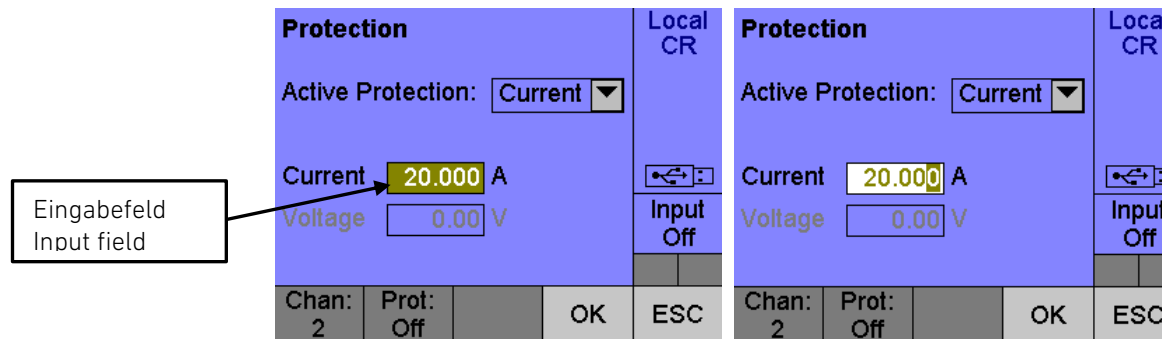 Eingabefeld
Input field
Protection
Local
CR
Active Protection: Current
Current 20.000 A
Voltage 0.00 V
Input
Off
Chan:
2
Prot:
Off
OK
ESC
Protection
Loca
CR
Active Protection: Current
Current 20.000 A
Voltage 0.00 V
Input
Off
Chan:
2
Prot:
Off
OK
ESC